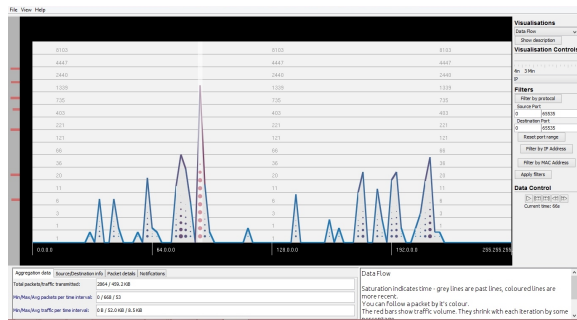 File View Help
Visualisations
Data Flow
Show description
Visualisation Controls
4m 3 Min
IP
Filters
Filter by protocol
Source Port
0 65535
Destination Port
0 65535
Reset port range
Filter by IP Address
Filter by MAC Address
Apply filters
Data Control
Current time: 66s
8103 8103 8103
4447 4447 4447
2440 2440 2440
1339 1339 1339
735 735 735
403 403 403
221 221 221
121 121 121
66 66 66
36 36 36
20 20 20
11 11 11
6 6 6
3 3 3
1 1 1
0.0.0.0 64.0.0.0 128.0.0.0 192.0.0.0 255.255.255
Aggregation data Source/Destination info Packet details Notifications
Total packets/traffic transmitted: 2864 / 459.3 KB
Min/Max/Avg packets per time interval: 0 / 668 / 53
Min/Max/Avg traffic per time interval: 0 B / 52.0 KB / 8.5 KB
Data Flow
Saturation indicates time - grey lines are past lines, coloured lines are
more recent.
You can follow a packet by it's colour.
The red bars show traffic volume. They shrink with each iteration by some